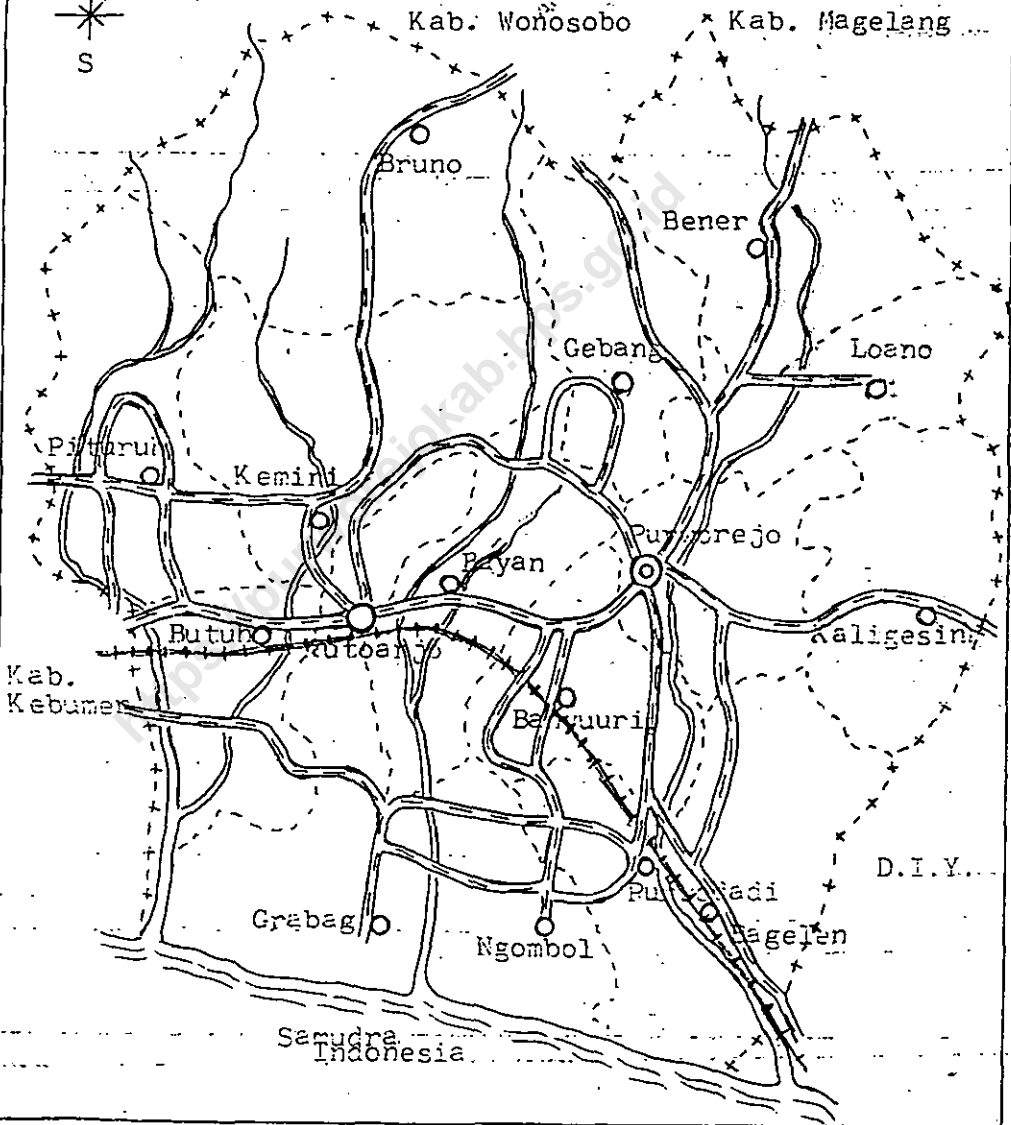 Kab. Wonosobo
Kab. Magelang
S
Bruno
Bener
Gebang
Loano
Pituruh
Kemiri
Purworejo
Bayan
Butuh
Kutoarjo
Kaligesing
Kab.
Kebumen
Banyuurip
D.I.Y.
Purwodadi
Grabag
Ngombol
Bagelen
Samudra
Indonesia